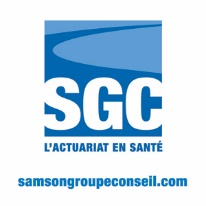 SGC
L'ACTUARIAT EN SANTÉ
samsongroupeconseil.com